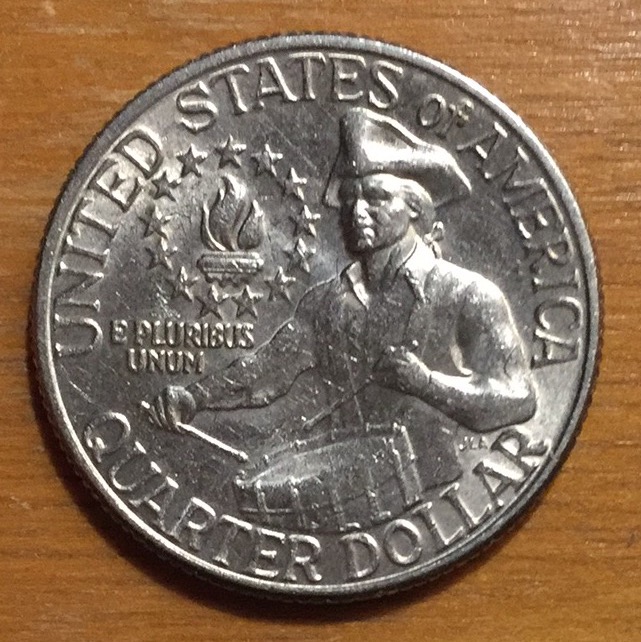 UNITED STATES OF AMERICA
E PLURIBUS
UNUM
JLA
QUARTER DOLLAR